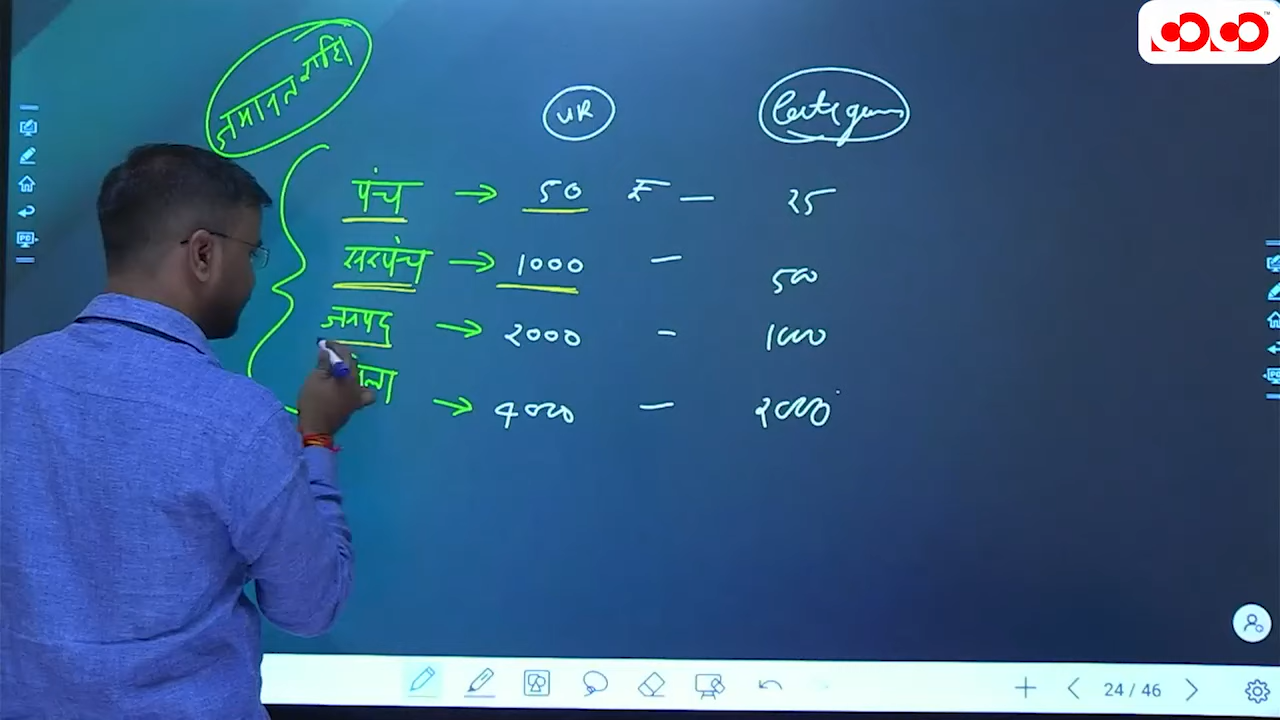 जमानत राशि
UR Category
पंच → 50 ₹ — 25
सरपंच → 1000 — 500
जनपद → 2000 - 1000
→ 4000 — 2000
24 / 46